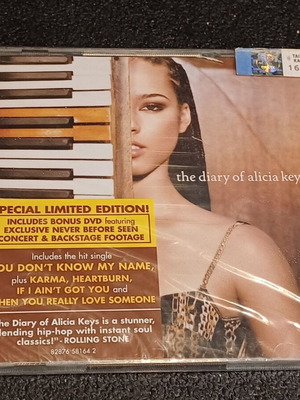 the diary of alicia key
SPECIAL LIMITED EDITION!
INCLUDES BONUS DVD featuring
EXCLUSIVE NEVER BEFORE SEEN
CONCERT & BACKSTAGE FOOTAGE
Includes the hit single
YOU DON'T KNOW MY NAME,
plus KARMA, HEARTBURN,
IF I AIN'T GOT YOU and
WHEN YOU REALLY LOVE SOMEONE
"The Diary of Alicia Keys is a stunner,
blending hip-hop with instant soul
classics!" - ROLLING STONE
82876 58164 2